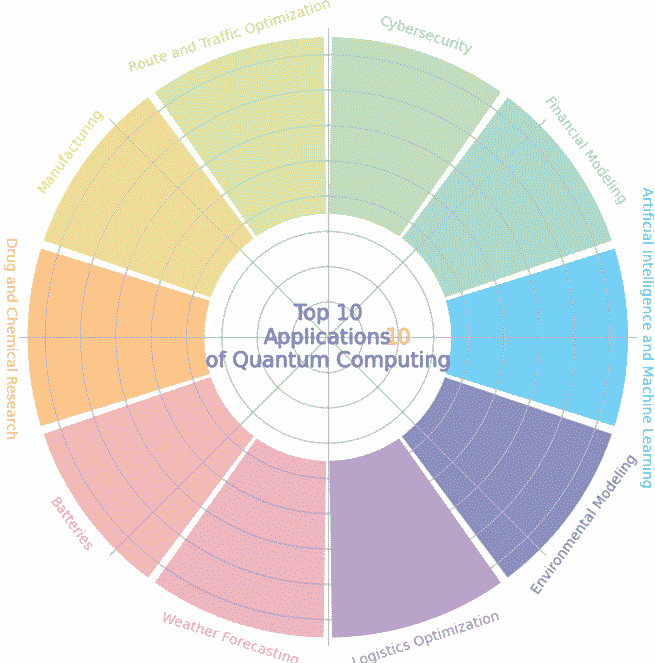 Route and Traffic Optimization
Cybersecurity
Manufacturing
Financial Modeling
Artificial Intelligence and Machine Learning
Drug and Chemical Research
Top 10
Applications
10
of Quantum Computing
Environmental Modeling
Batteries
Weather Forecasting
Logistics Optimization